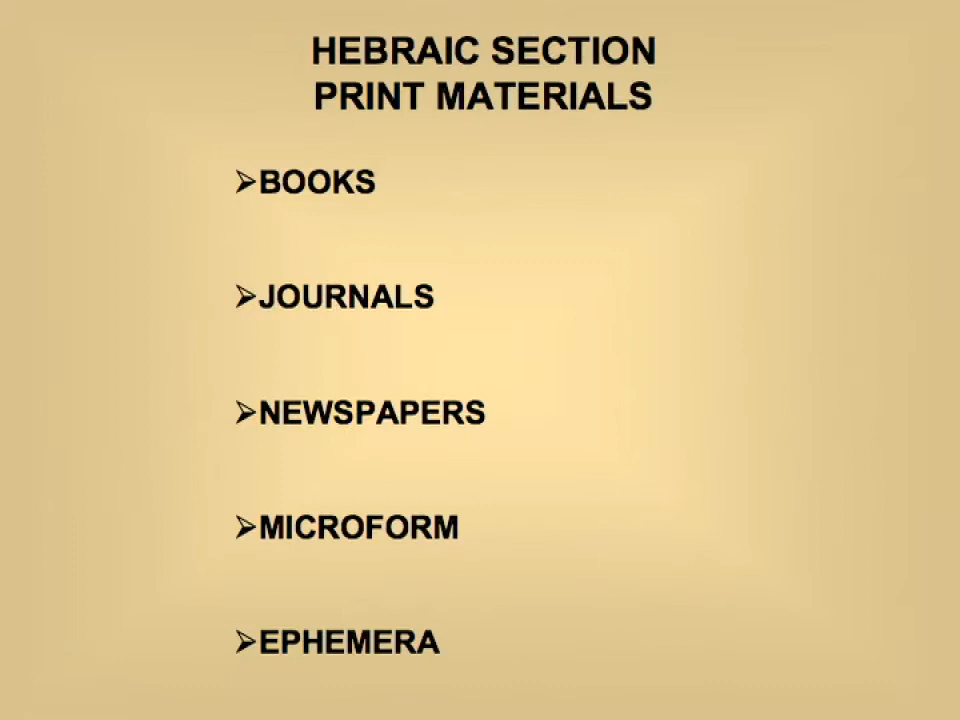 HEBRAIC SECTION
PRINT MATERIALS
➢BOOKS
➢JOURNALS
➢NEWSPAPERS
➢MICROFORM
➢EPHEMERA